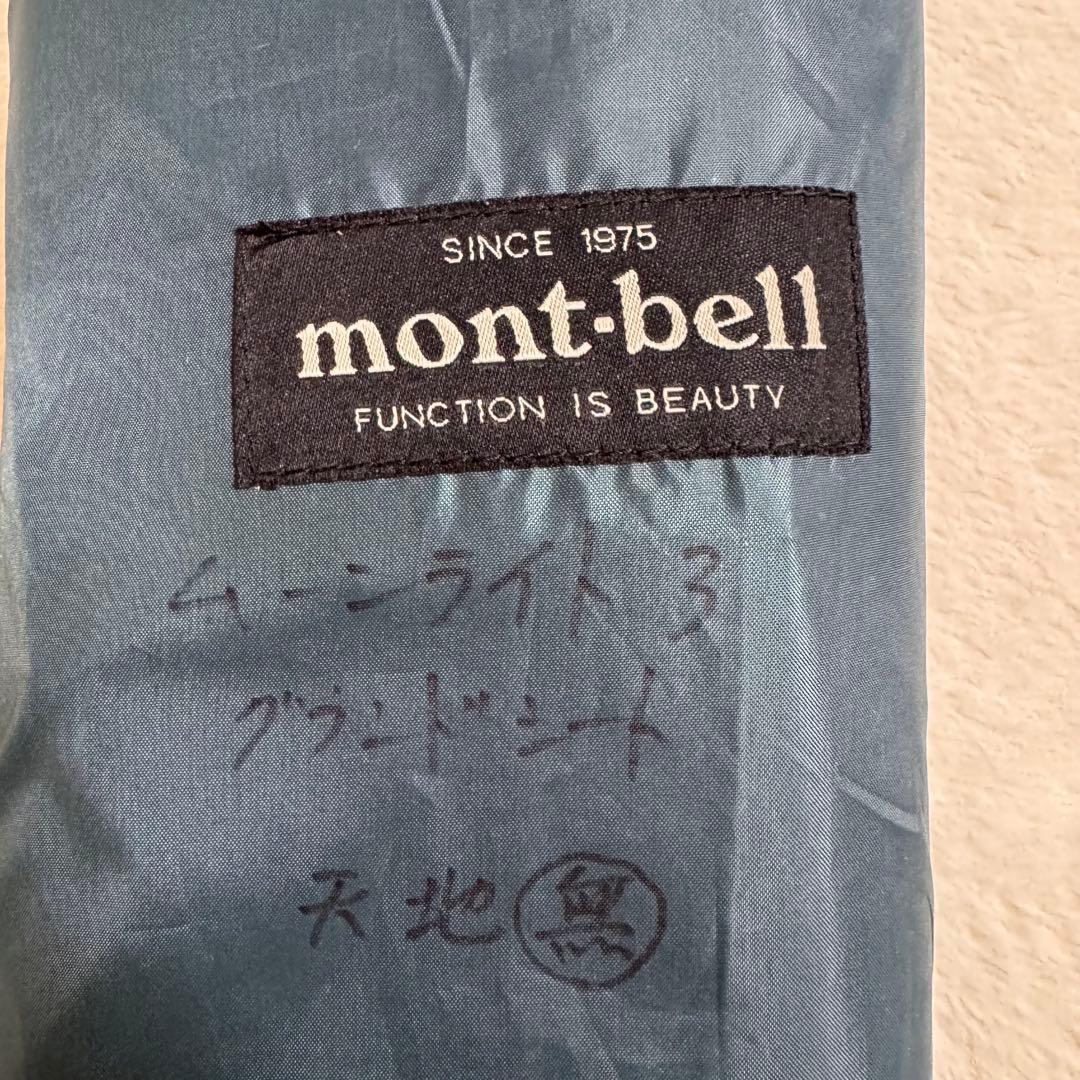 SINCE 1975
mont-bell
FUNCTION IS BEAUTY
ムーンライト 3
グランドシート
天 地 黒